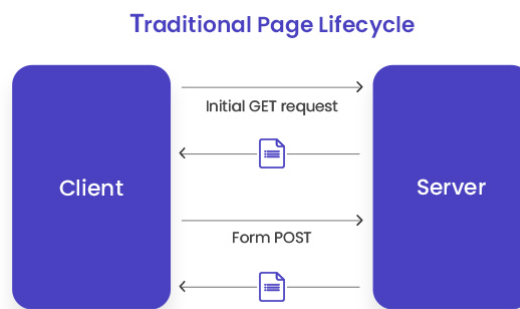 Traditional Page Lifecycle
Initial GET request
Client
Server
Form POST